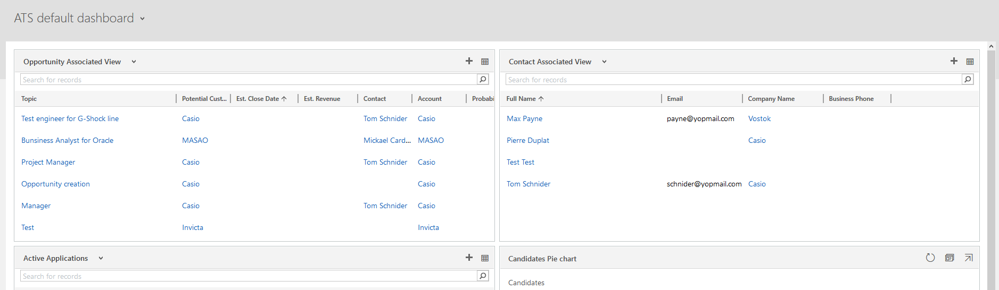 ATS default dashboard
Opportunity Associated View
Search for records
Topic Potential Cust... Est. Close Date Est. Revenue Contact Account Probabi
Test engineer for G-Shock line Casio Tom Schnider Casio
Bunsiness Analyst for Oracle MASAO Mickael Card... MASAO
Project Manager Casio Tom Schnider Casio
Opportunity creation Casio Casio
Manager Casio Tom Schnider Casio
Test Invicta Invicta
Contact Associated View
Search for records
Full Name Email Company Name Business Phone
Max Payne payne@yopmail.com Vostok
Pierre Duplat Casio
Test Test
Tom Schnider schnider@yopmail.com Casio
Active Applications
Search for records
Candidates Pie chart
Candidates